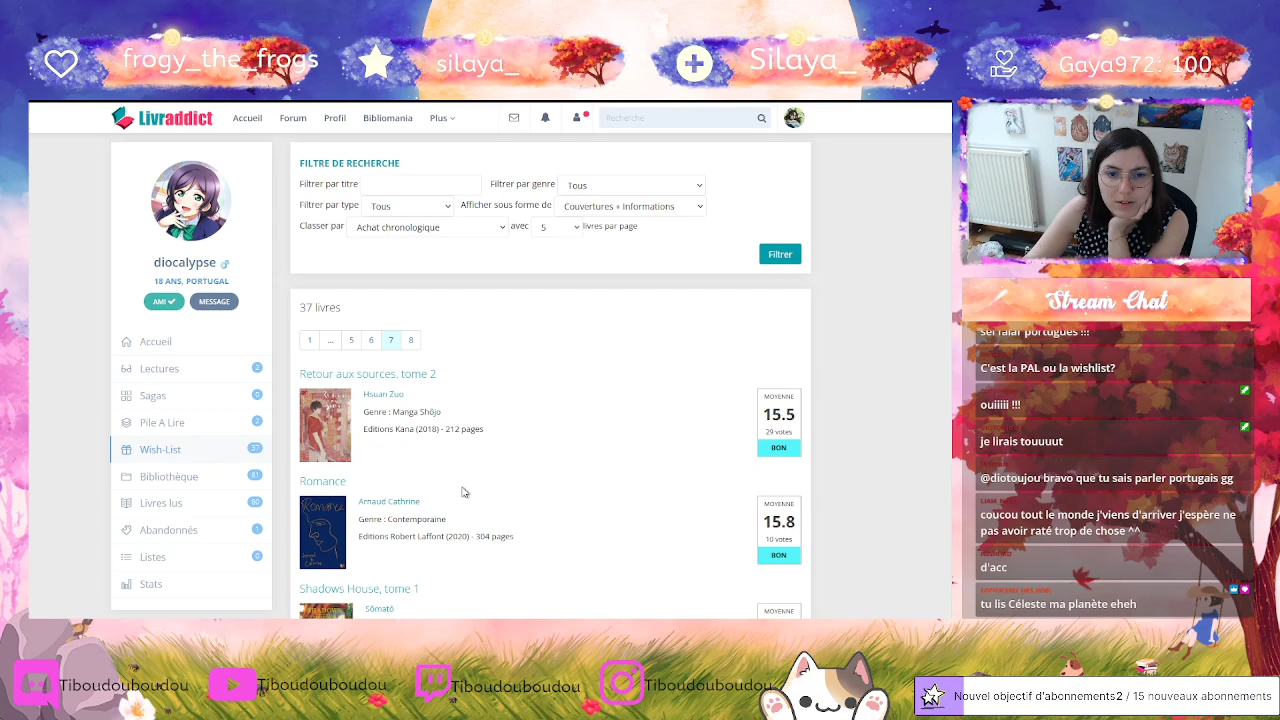 frogy_the_frogs
silaya_
Silaya_
Gaya972: 100
Livraddict
Accueil
Forum
Profil
Bibliomania
Plus
Recherche
diocalypse
18 ANS, PORTUGAL
AMI
MESSAGE
Accueil
Lectures 2
Sagas 0
Pile A Lire 2
Wish-List 37
Bibliothèque 81
Livres lus 80
Abandonnés 1
Listes 0
Stats
FILTRE DE RECHERCHE
Filtrer par titre
Filtrer par genre Tous
Filtrer par type Tous
Afficher sous forme de Couvertures + Informations
Classer par Achat chronologique avec 5 livres par page
Filtrer
37 livres
1 ... 5 6 7 8
Retour aux sources, tome 2
Hsuan Zuo
Genre : Manga Shôjo
Editions Kana (2018) - 212 pages
MOYENNE
15.5
29 votes
BON
Romance
Arnaud Cathrine
Genre : Contemporaine
Editions Robert Laffont (2020) - 304 pages
MOYENNE
15.8
10 votes
BON
Shadows House, tome 1
Sômatô
MOYENNE
Stream Chat
sei falar português !!!
C'est la PAL ou la wishlist?
ouiiiii !!!
je lirais touuuut
@diotoujou bravo que tu sais parler portugais gg
coucou tout le monde j'viens d'arriver j'espère ne
pas avoir raté trop de chose ^^
d'acc
tu lis Céleste ma planète eheh
Tiboudouboudou
Tiboudouboudou
Tiboudouboudou
Tiboudouboudou
Nouvel objectif d'abonnements2 / 15 nouveaux abonnements